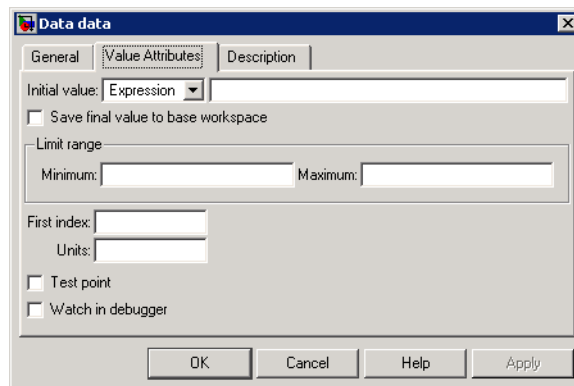 Data data
General Value Attributes Description
Initial value: Expression
Save final value to base workspace
Limit range
Minimum: Maximum:
First index:
Units:
Test point
Watch in debugger
OK Cancel Help Apply